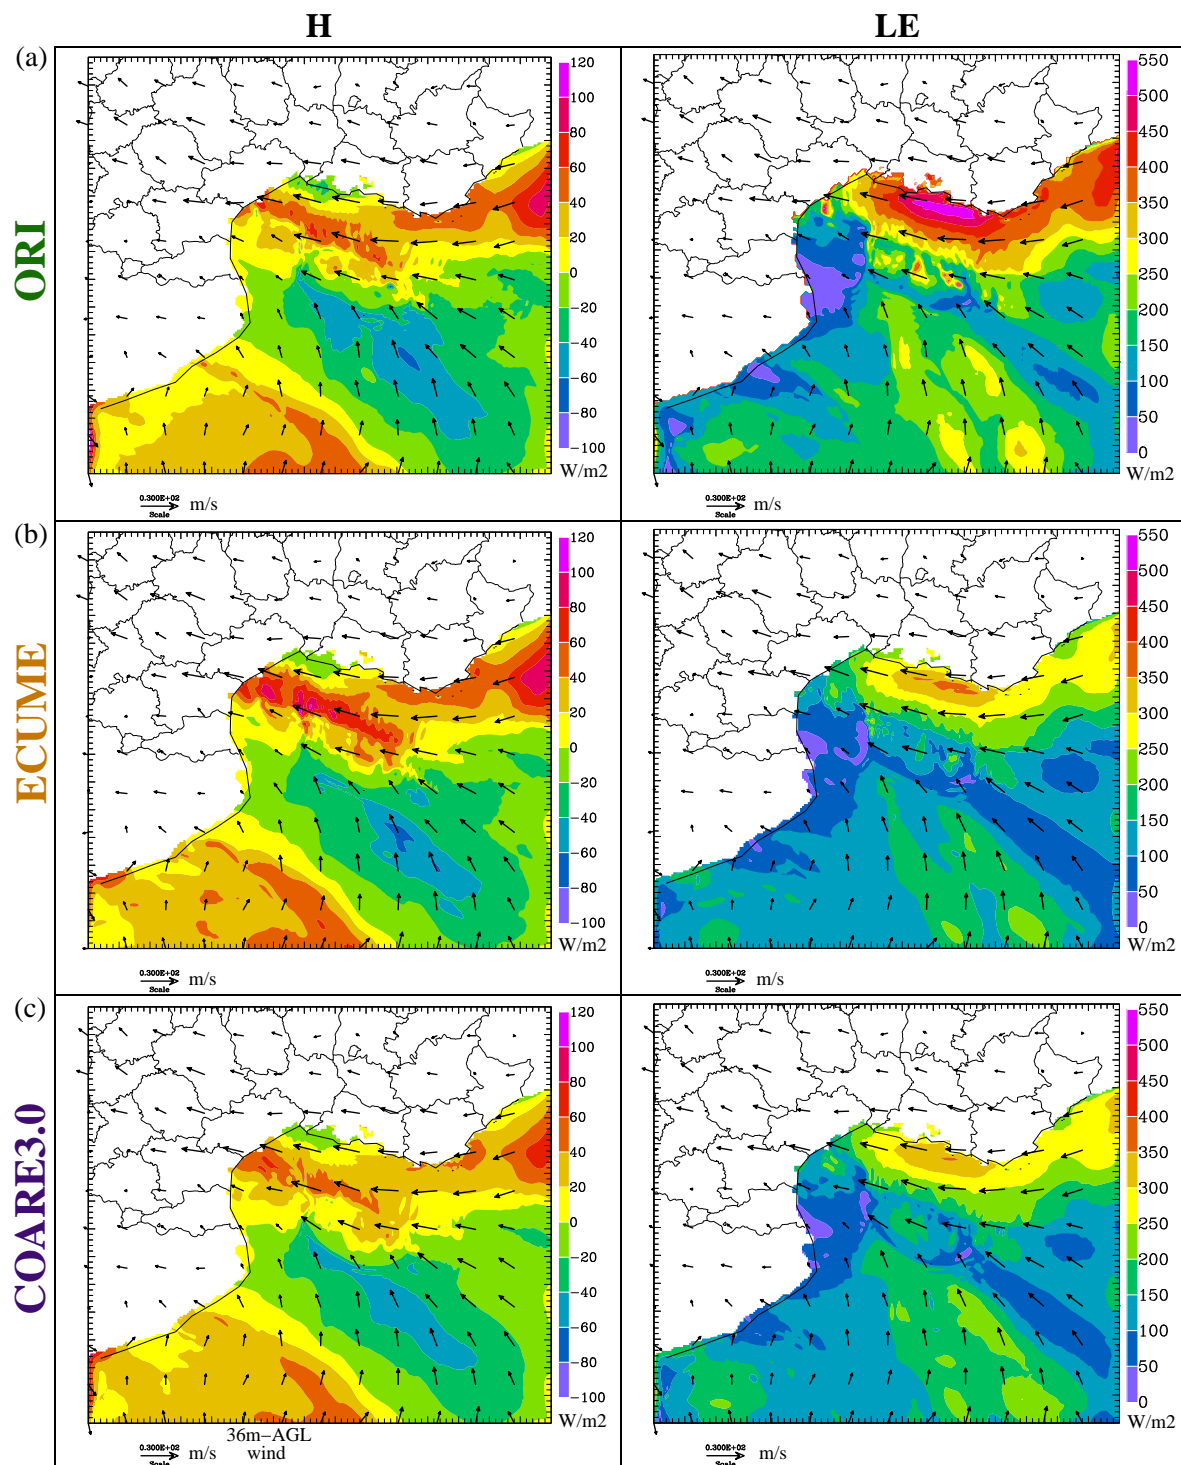 H
LE
(a)
ORI
120
100
80
60
40
20
0
−20
−40
−60
−80
−100
W/m2
0.300E+02
Scale
m/s
550
500
450
400
350
300
250
200
150
100
50
0
W/m2
0.300E+02
Scale
m/s
(b)
ECUME
120
100
80
60
40
20
0
−20
−40
−60
−80
−100
W/m2
0.300E+02
Scale
m/s
550
500
450
400
350
300
250
200
150
100
50
0
W/m2
0.300E+02
Scale
m/s
(c)
COARE3.0
120
100
80
60
40
20
0
−20
−40
−60
−80
−100
W/m2
0.300E+02
Scale
m/s
36m−AGL
wind
550
500
450
400
350
300
250
200
150
100
50
0
W/m2
0.300E+02
Scale
m/s